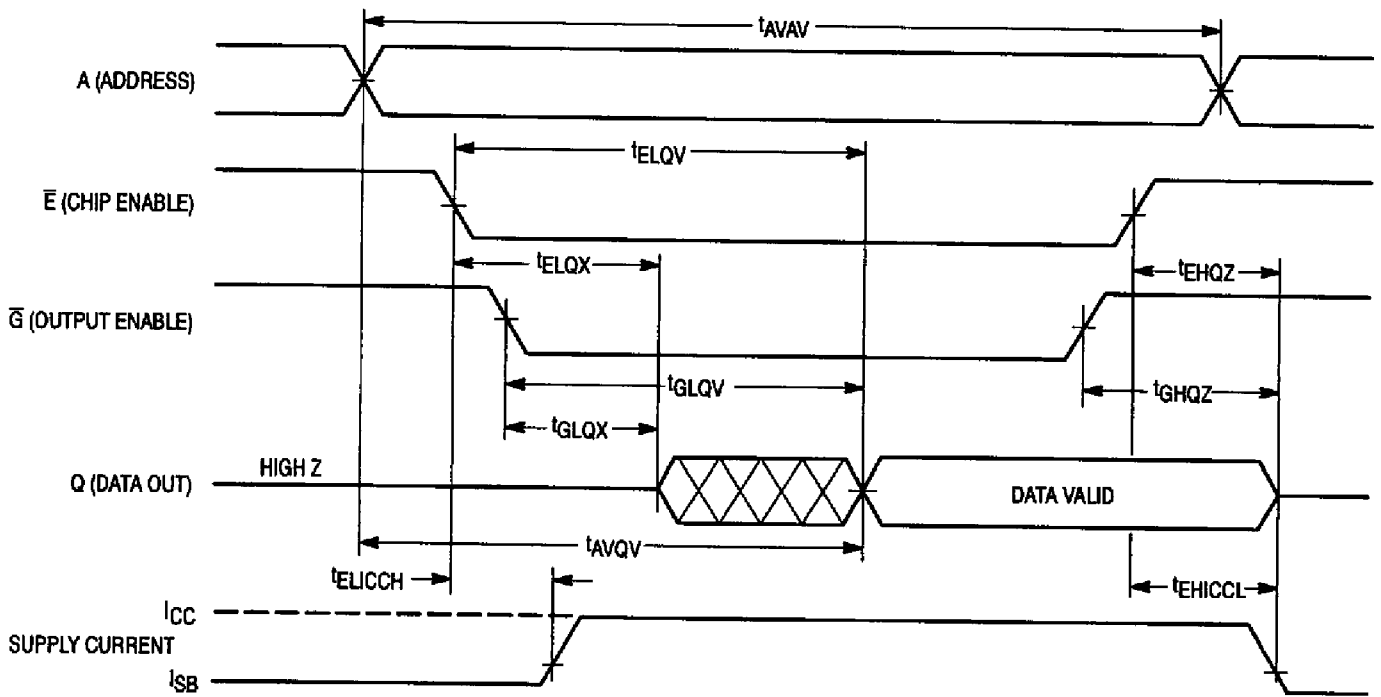 tAVAV
A (ADDRESS)
tELQV
E̅ (CHIP ENABLE)
tELQX
tEHQZ
G̅ (OUTPUT ENABLE)
tGLQV
tGHQZ
tGLQX
HIGH Z
Q (DATA OUT)
DATA VALID
tAVQV
tELICCH
tEHICCL
ICC
SUPPLY CURRENT
ISB